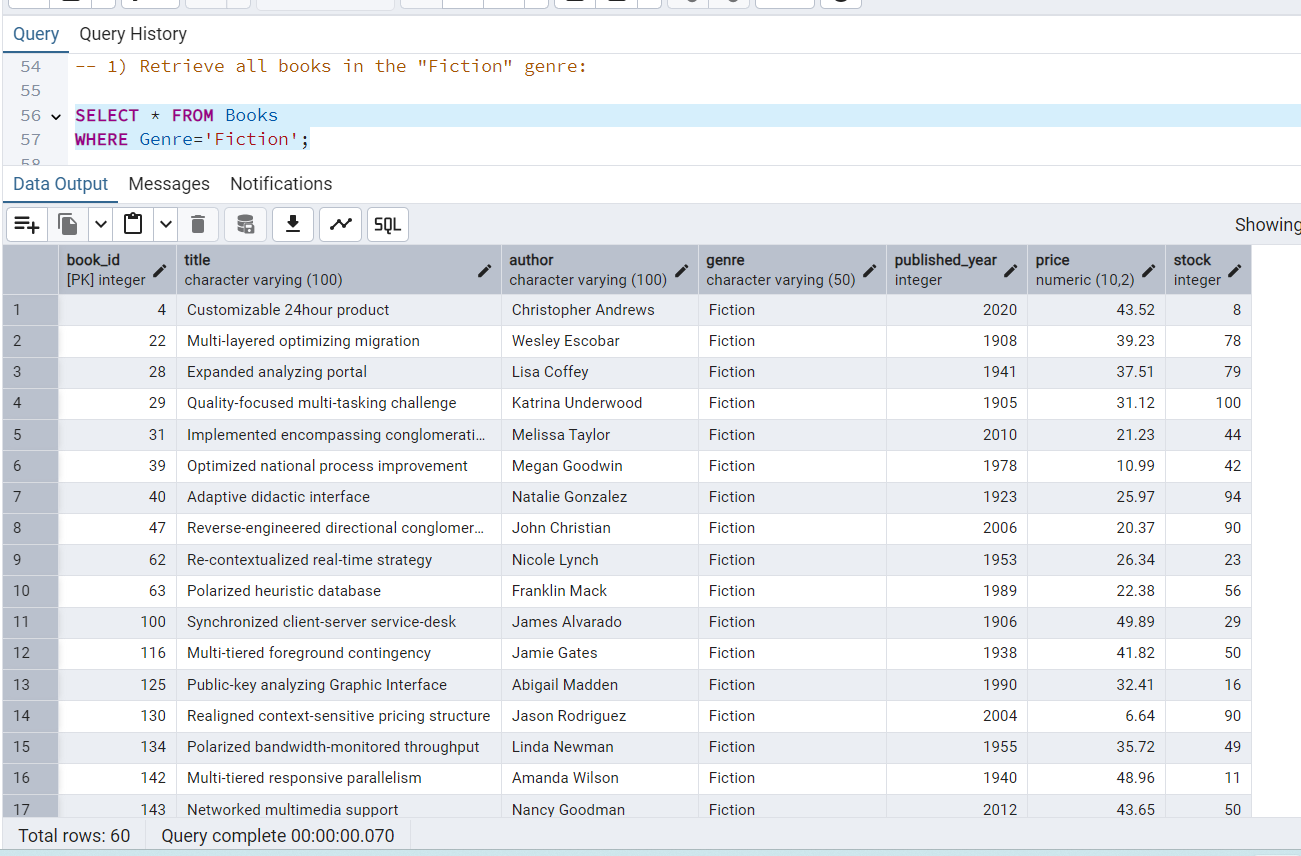 Query Query History
54 -- 1) Retrieve all books in the "Fiction" genre:
55
56 SELECT * FROM Books
57 WHERE Genre='Fiction';
58
Data Output Messages Notifications
SQL Showing
book_id title author genre published_year price stock
[PK] integer character varying (100) character varying (100) character varying (50) integer numeric (10,2) integer
1 4 Customizable 24hour product Christopher Andrews Fiction 2020 43.52 8
2 22 Multi-layered optimizing migration Wesley Escobar Fiction 1908 39.23 78
3 28 Expanded analyzing portal Lisa Coffey Fiction 1941 37.51 79
4 29 Quality-focused multi-tasking challenge Katrina Underwood Fiction 1905 31.12 100
5 31 Implemented encompassing conglomerati... Melissa Taylor Fiction 2010 21.23 44
6 39 Optimized national process improvement Megan Goodwin Fiction 1978 10.99 42
7 40 Adaptive didactic interface Natalie Gonzalez Fiction 1923 25.97 94
8 47 Reverse-engineered directional conglomer... John Christian Fiction 2006 20.37 90
9 62 Re-contextualized real-time strategy Nicole Lynch Fiction 1953 26.34 23
10 63 Polarized heuristic database Franklin Mack Fiction 1989 22.38 56
11 100 Synchronized client-server service-desk James Alvarado Fiction 1906 49.89 29
12 116 Multi-tiered foreground contingency Jamie Gates Fiction 1938 41.82 50
13 125 Public-key analyzing Graphic Interface Abigail Madden Fiction 1990 32.41 16
14 130 Realigned context-sensitive pricing structure Jason Rodriguez Fiction 2004 6.64 90
15 134 Polarized bandwidth-monitored throughput Linda Newman Fiction 1955 35.72 49
16 142 Multi-tiered responsive parallelism Amanda Wilson Fiction 1940 48.96 11
17 143 Networked multimedia support Nancy Goodman Fiction 2012 43.65 50
Total rows: 60 Query complete 00:00:00.070